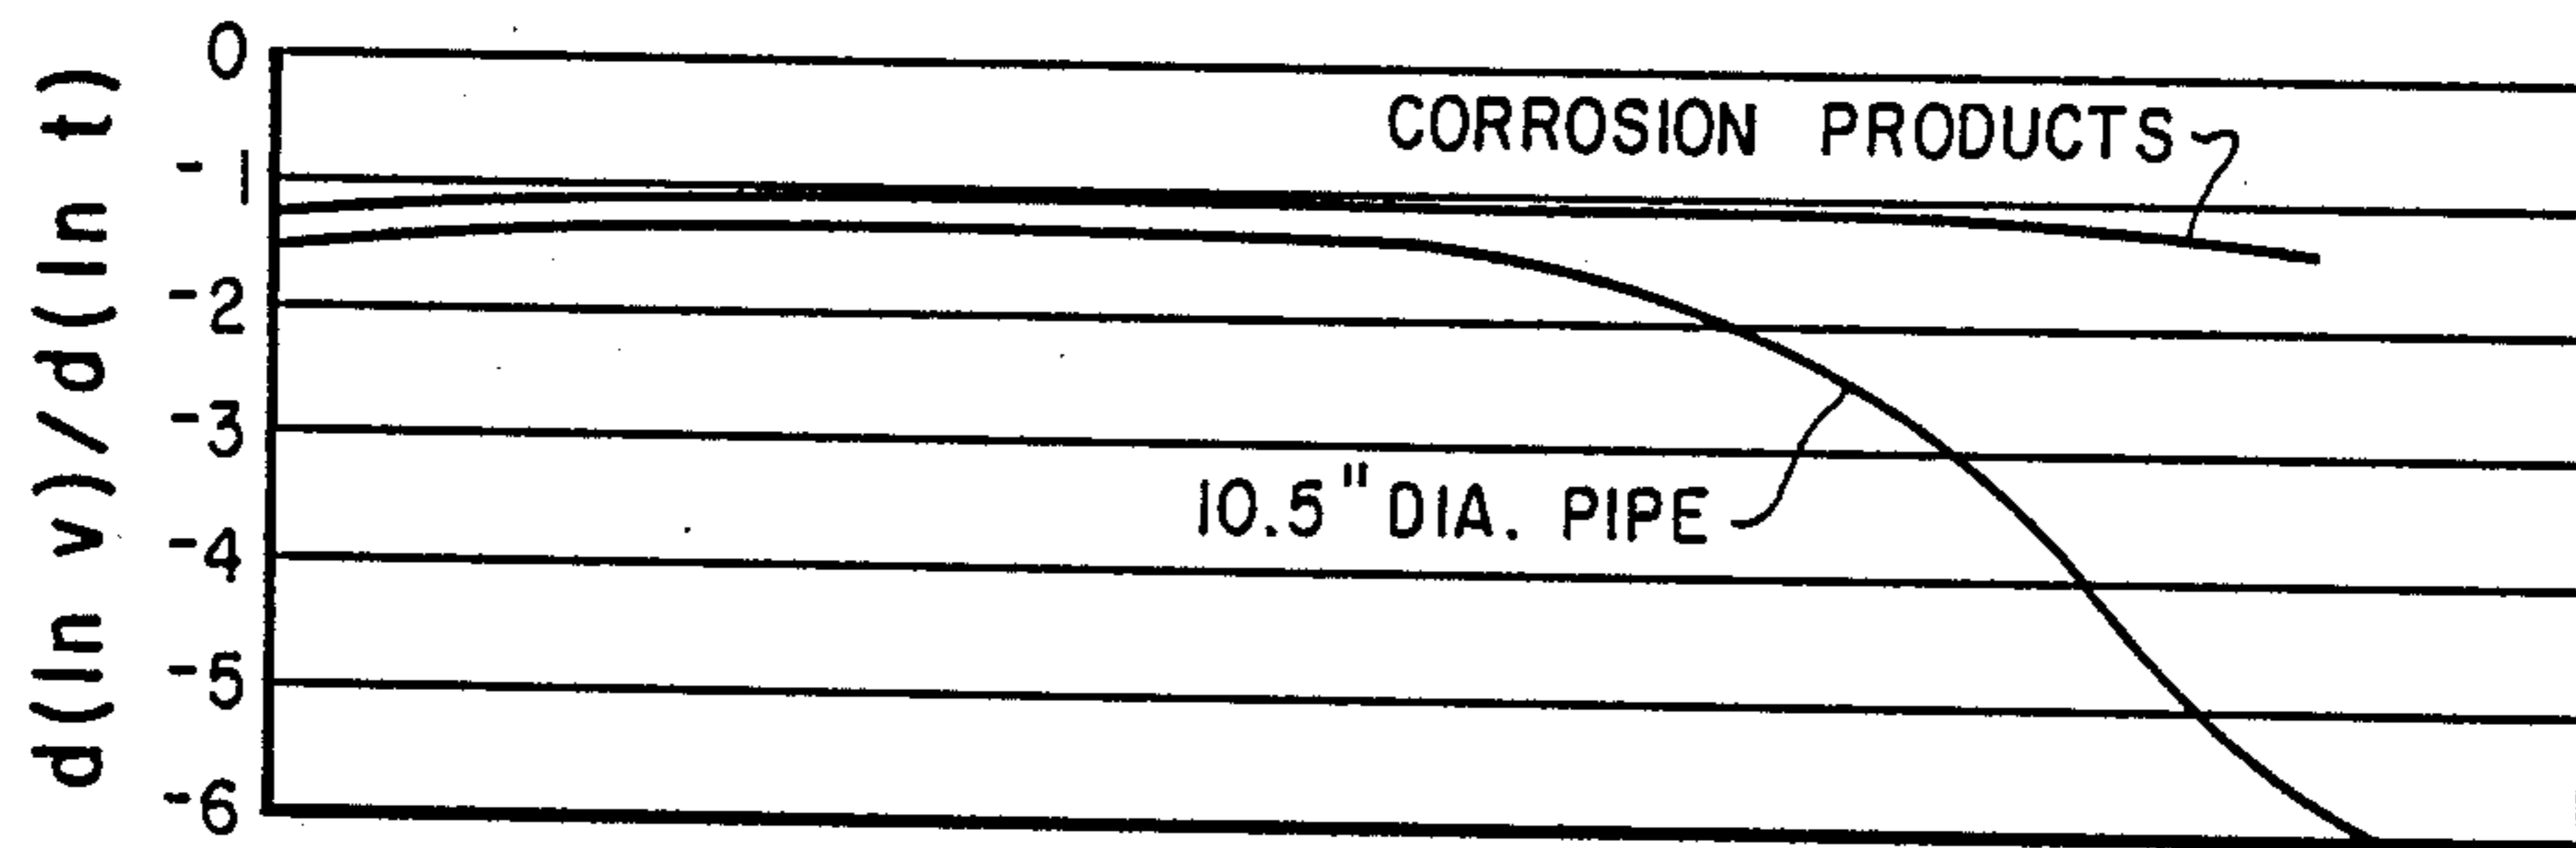 d(ln v)/d(ln t)
0
-1
-2
-3
-4
-5
-6
CORROSION PRODUCTS
10.5" DIA. PIPE